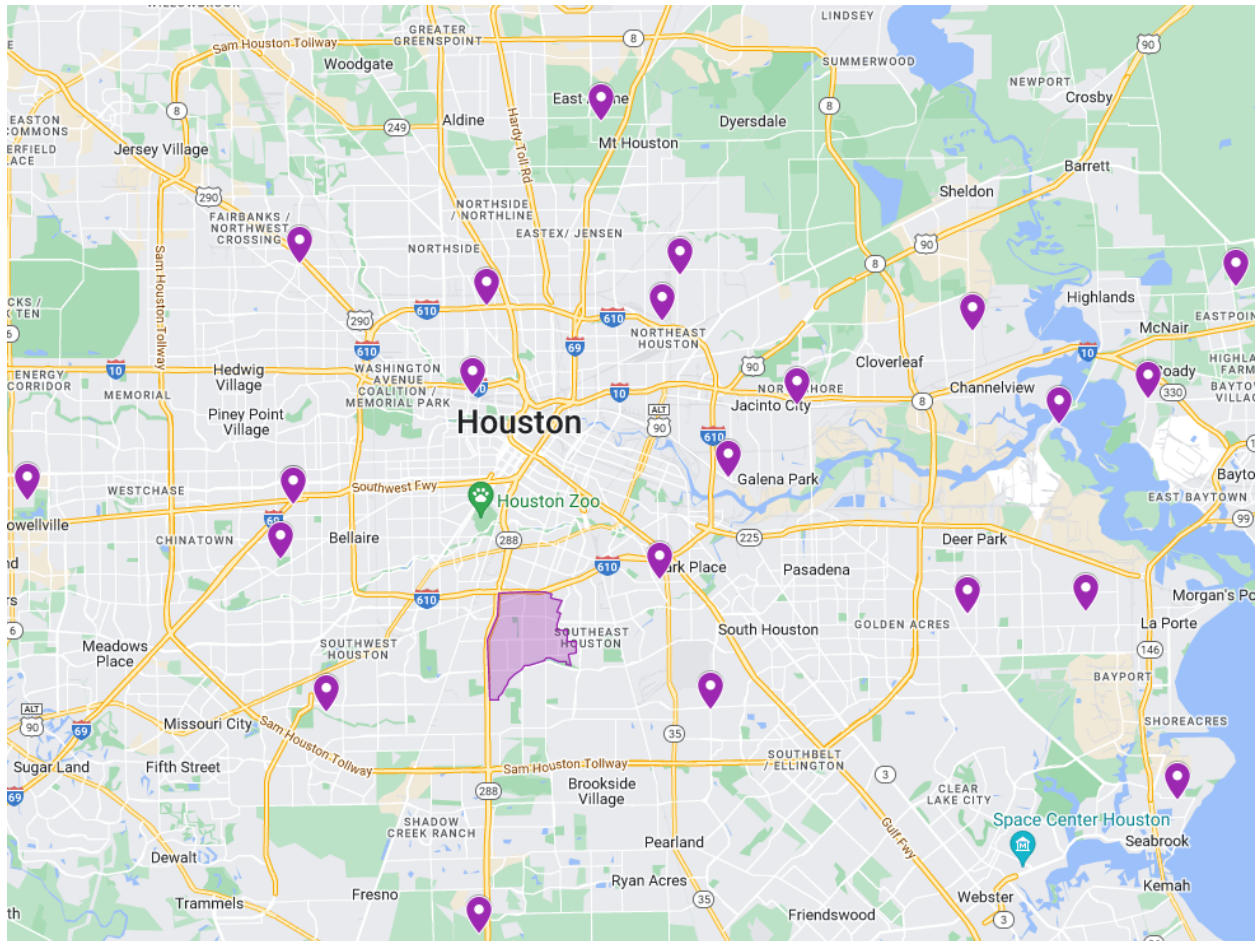 LINDSEY
GREATER
GREENSPOINT
8
Sam Houston Tollway
90
Woodgate
SUMMERWOOD
NEWPORT
Crosby
East
Aldine
8
8
Hardy Toll Rd
249
Dyersdale
EASTON
COMMONS
Mt Houston
Jersey Village
Barrett
290
Sheldon
NORTHSIDE
/ NORTHLINE
FAIRBANKS /
NORTHWEST
CROSSING
EASTEX/ JENSEN
NORTHSIDE
90
8
Sam Houston Tollway
Highlands
610
610
290
EASTPOIN
McNair
NORTHEAST
HOUSTON
6
69
610
10
Cloverleaf
10
Hedwig
Village
WASHINGTON
AVENUE
COALITION /
MEMORIAL PARK
90
ENERGY
CORRIDOR
Channelview
330
MEMORIAL
10
8
Jacinto City
Piney Point
Village
ALT
90
Houston
610
Galena Park
Southwest Fwy
WESTCHASE
Houston Zoo
EAST BAYTOWN
99
69
CHINATOWN
Bellaire
288
225
Deer Park
610
Pasadena
610
Morgan's Po
6
SOUTHEAST
HOUSTON
South Houston
GOLDEN ACRES
La Porte
Meadows
Place
SOUTHWEST
HOUSTON
146
BAYPORT
ALT
90
69
Missouri City
Sam Houston Tollway
SHOREACRES
35
SOUTHBELT
/ ELLINGTON
Sugar Land
Fifth Street
Sam Houston Tollway
3
69
288
Brookside
Village
CLEAR
LAKE CITY
SHADOW
CREEK RANCH
Space Center Houston
Gulf Fwy
Pearland
Seabrook
Dewalt
Ryan Acres
Fresno
Webster
Kemah
Trammels
35
Friendswood
3